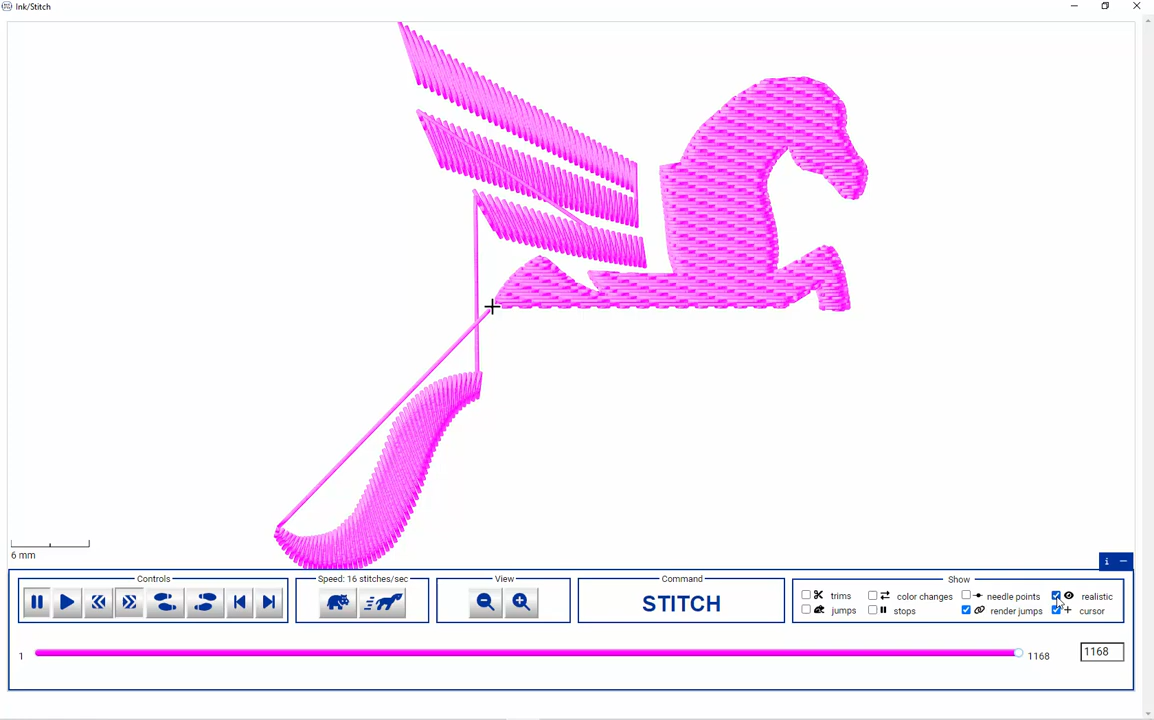 Ink/Stitch
6 mm
i
Controls
Speed: 16 stitches/sec
View
Command
Show
STITCH
trims
color changes
needle points
realistic
jumps
stops
render jumps
cursor
1
1168
1168